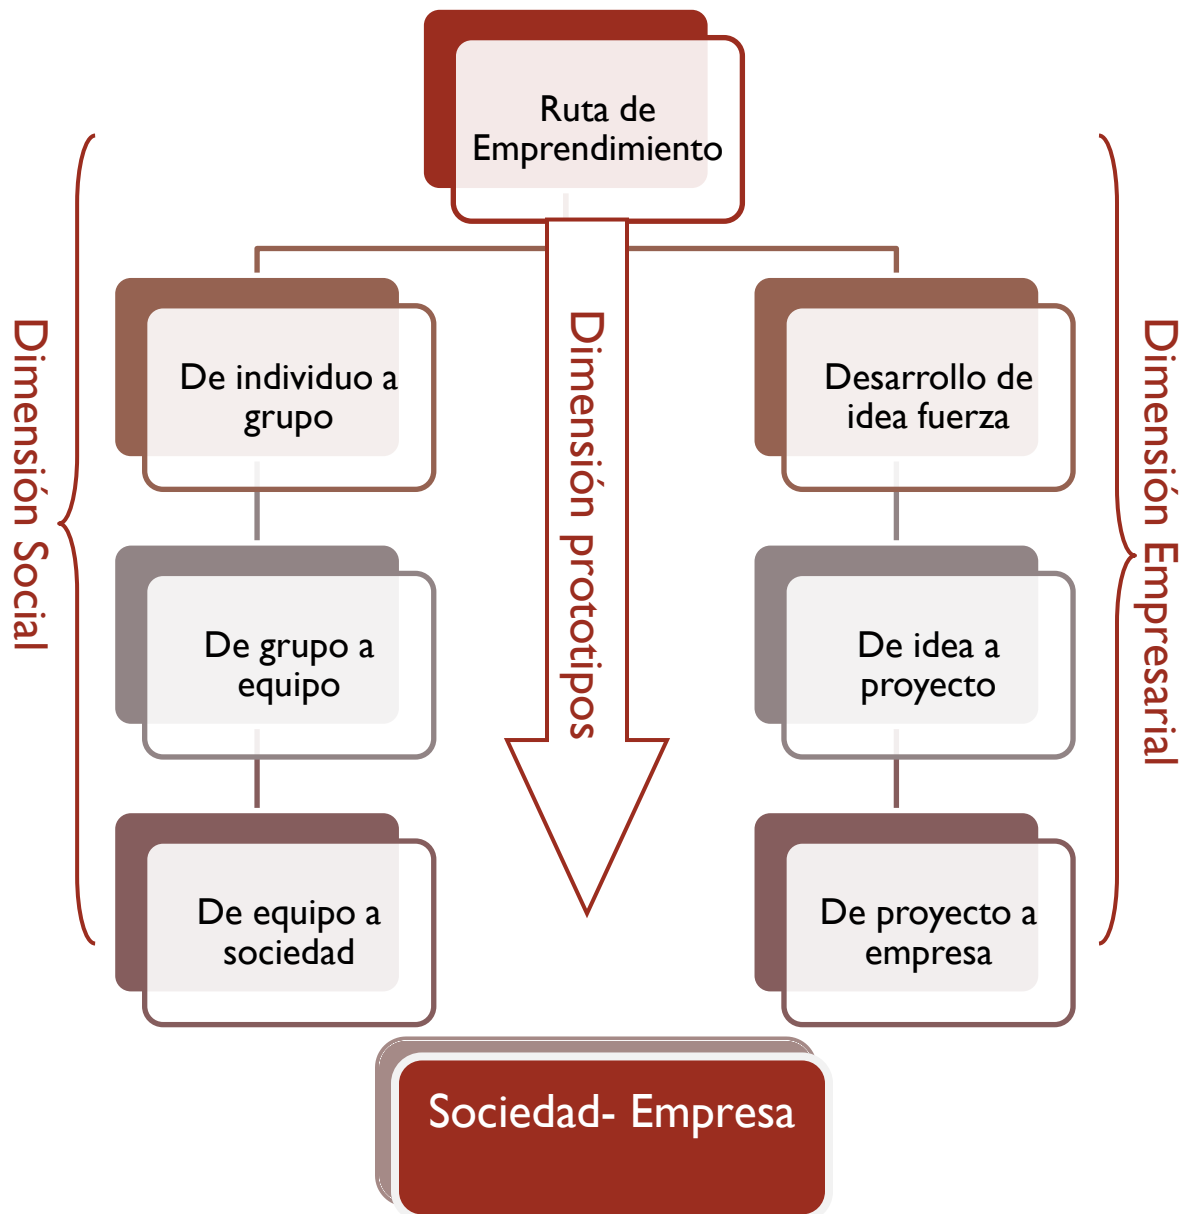 Ruta de
Emprendimiento
Dimensión Social
De individuo a
grupo
De grupo a
equipo
De equipo a
sociedad
Dimensión prototipos
Desarrollo de
idea fuerza
De idea a
proyecto
De proyecto a
empresa
Dimensión Empresarial
Sociedad- Empresa